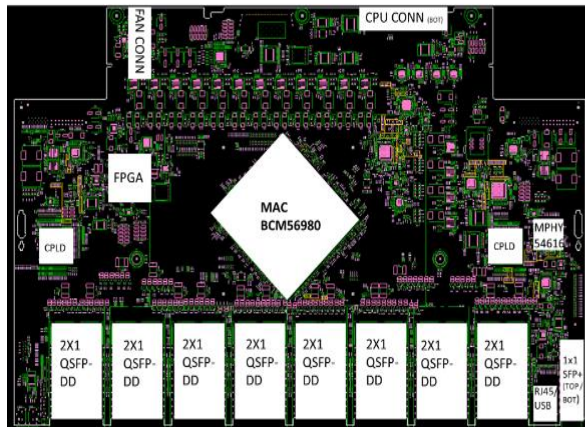 FAN CONN
CPU CONN (BOT)
FPGA
MAC
BCM56980
CPLD
CPLD
MPHY
54616
2X1
QSFP-
DD
2X1
QSFP-
DD
2X1
QSFP-
DD
2X1
QSFP-
DD
2X1
QSFP-
DD
2X1
QSFP-
DD
2X1
QSFP-
DD
2X1
QSFP-
DD
RJ45/
USB
1x1
SFP+
(TOP/
BOT)